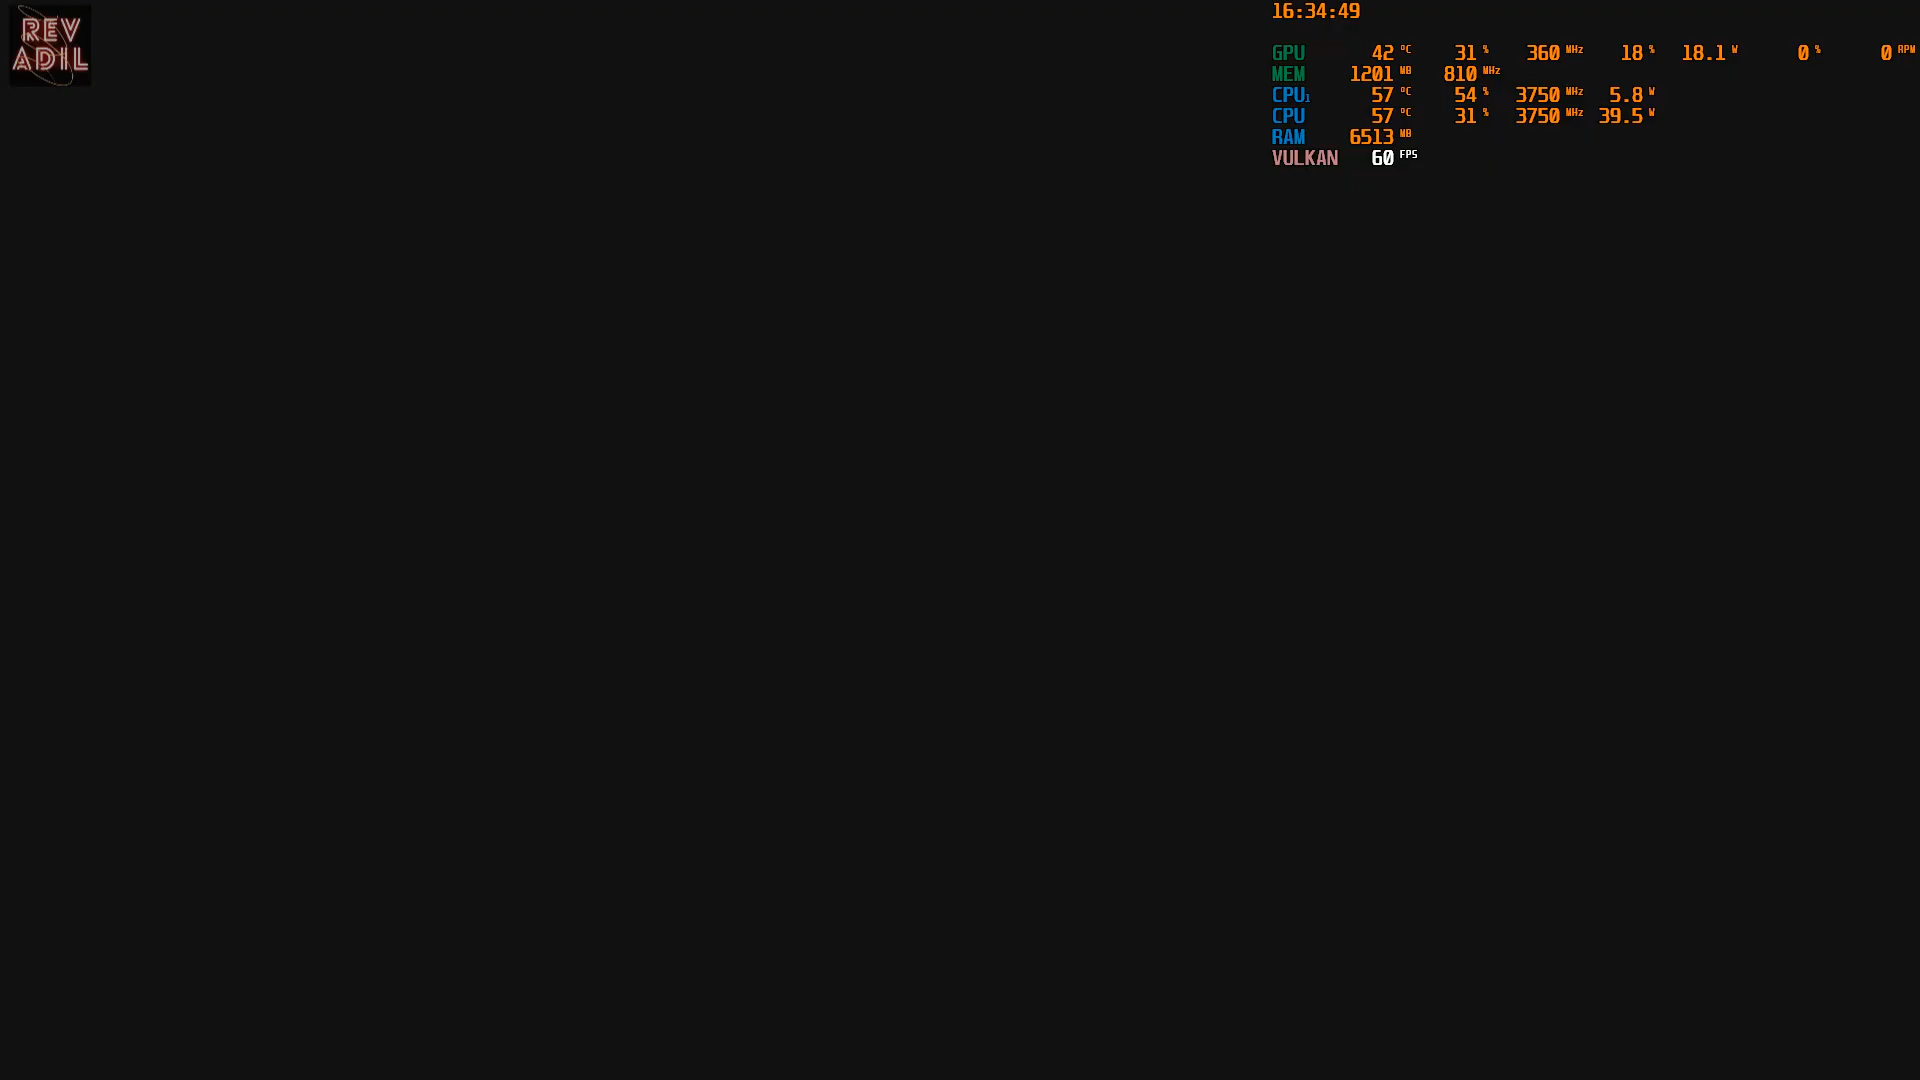 REV
ADIL
16:34:49
GPU 42 °C 31 % 360 MHz 18 % 18.1 W 0 % 0 RPM
MEM 1201 MB 810 MHz
CPU1 57 °C 54 % 3750 MHz 5.8 W
CPU 57 °C 31 % 3750 MHz 39.5 W
RAM 6513 MB
VULKAN 60 FPS